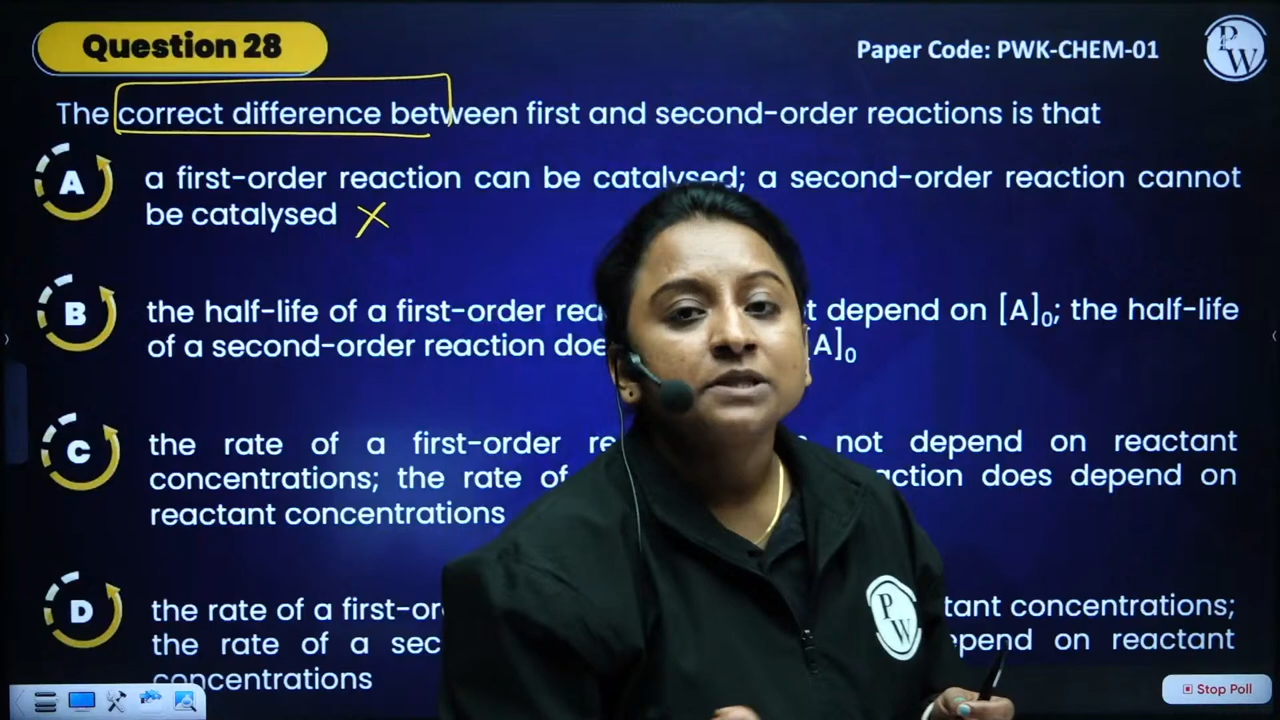 Question 28
Paper Code: PWK-CHEM-01
PW
The correct difference between first and second-order reactions is that
A a first-order reaction can be catalysed; a second-order reaction cannot
be catalysed
B the half-life of a first-order depend on [A]₀; the half-life
of a second-order reaction [A]₀
C the rate of a first-order not depend on reactant
concentrations; the rate of does depend on
reactant concentrations
D the rate of a concentrations;
the rate of a on reactant
concentrations
PW
Stop Poll